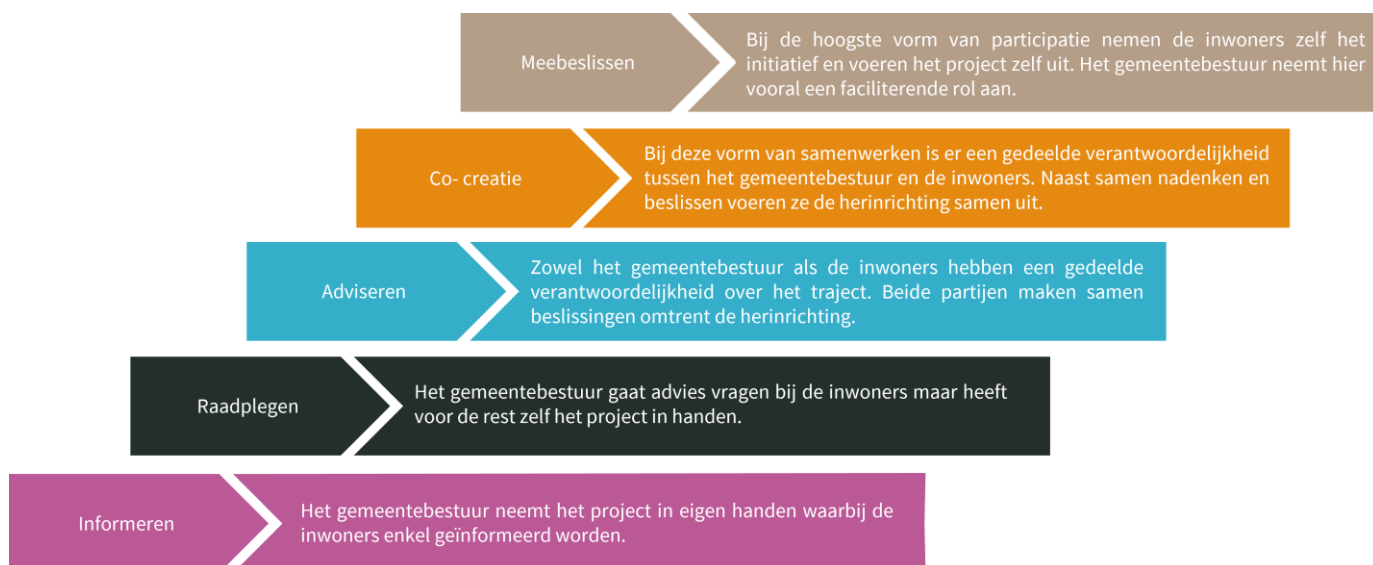 Meebeslissen
Bij de hoogste vorm van participatie nemen de inwoners zelf het
initiatief en voeren het project zelf uit. Het gemeentebestuur neemt hier
vooral een faciliterende rol aan.
Co- creatie
Bij deze vorm van samenwerken is er een gedeelde verantwoordelijkheid
tussen het gemeentebestuur en de inwoners. Naast samen nadenken en
beslissen voeren ze de herinrichting samen uit.
Adviseren
Zowel het gemeentebestuur als de inwoners hebben een gedeelde
verantwoordelijkheid over het traject. Beide partijen maken samen
beslissingen omtrent de herinrichting.
Raadplegen
Het gemeentebestuur gaat advies vragen bij de inwoners maar heeft
voor de rest zelf het project in handen.
Informeren
Het gemeentebestuur neemt het project in eigen handen waarbij de
inwoners enkel geïnformeerd worden.